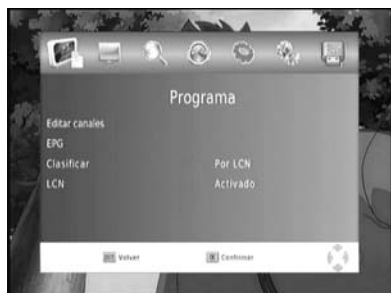 Programa
Editar canales
EPG
Clasificar Por LCN
LCN Activado
Volver Confirmar